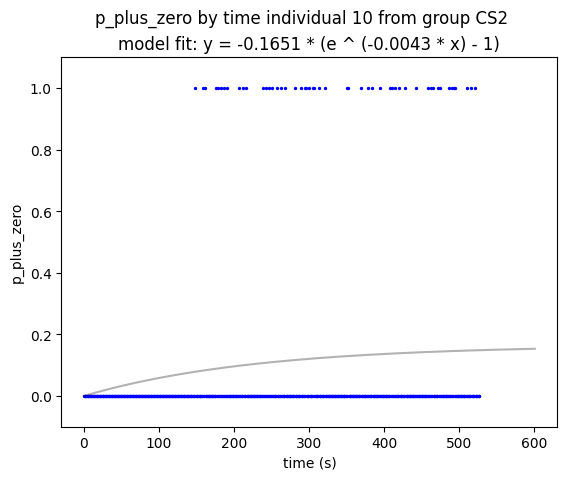 p_plus_zero by time individual 10 from group CS2
model fit: y = -0.1651 * (e ^ (-0.0043 * x) - 1)
1.0
0.8
0.6
p_plus_zero
0.4
0.2
0.0
0 100 200 300 400 500 600
time (s)